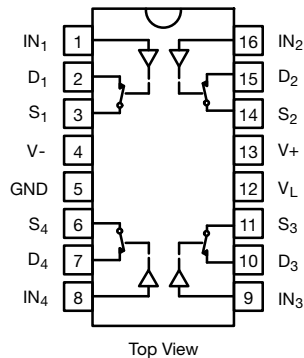 IN1 1 16 IN2
D1 2 15 D2
S1 3 14 S2
V- 4 13 V+
GND 5 12 VL
S4 6 11 S3
D4 7 10 D3
IN4 8 9 IN3
Top View